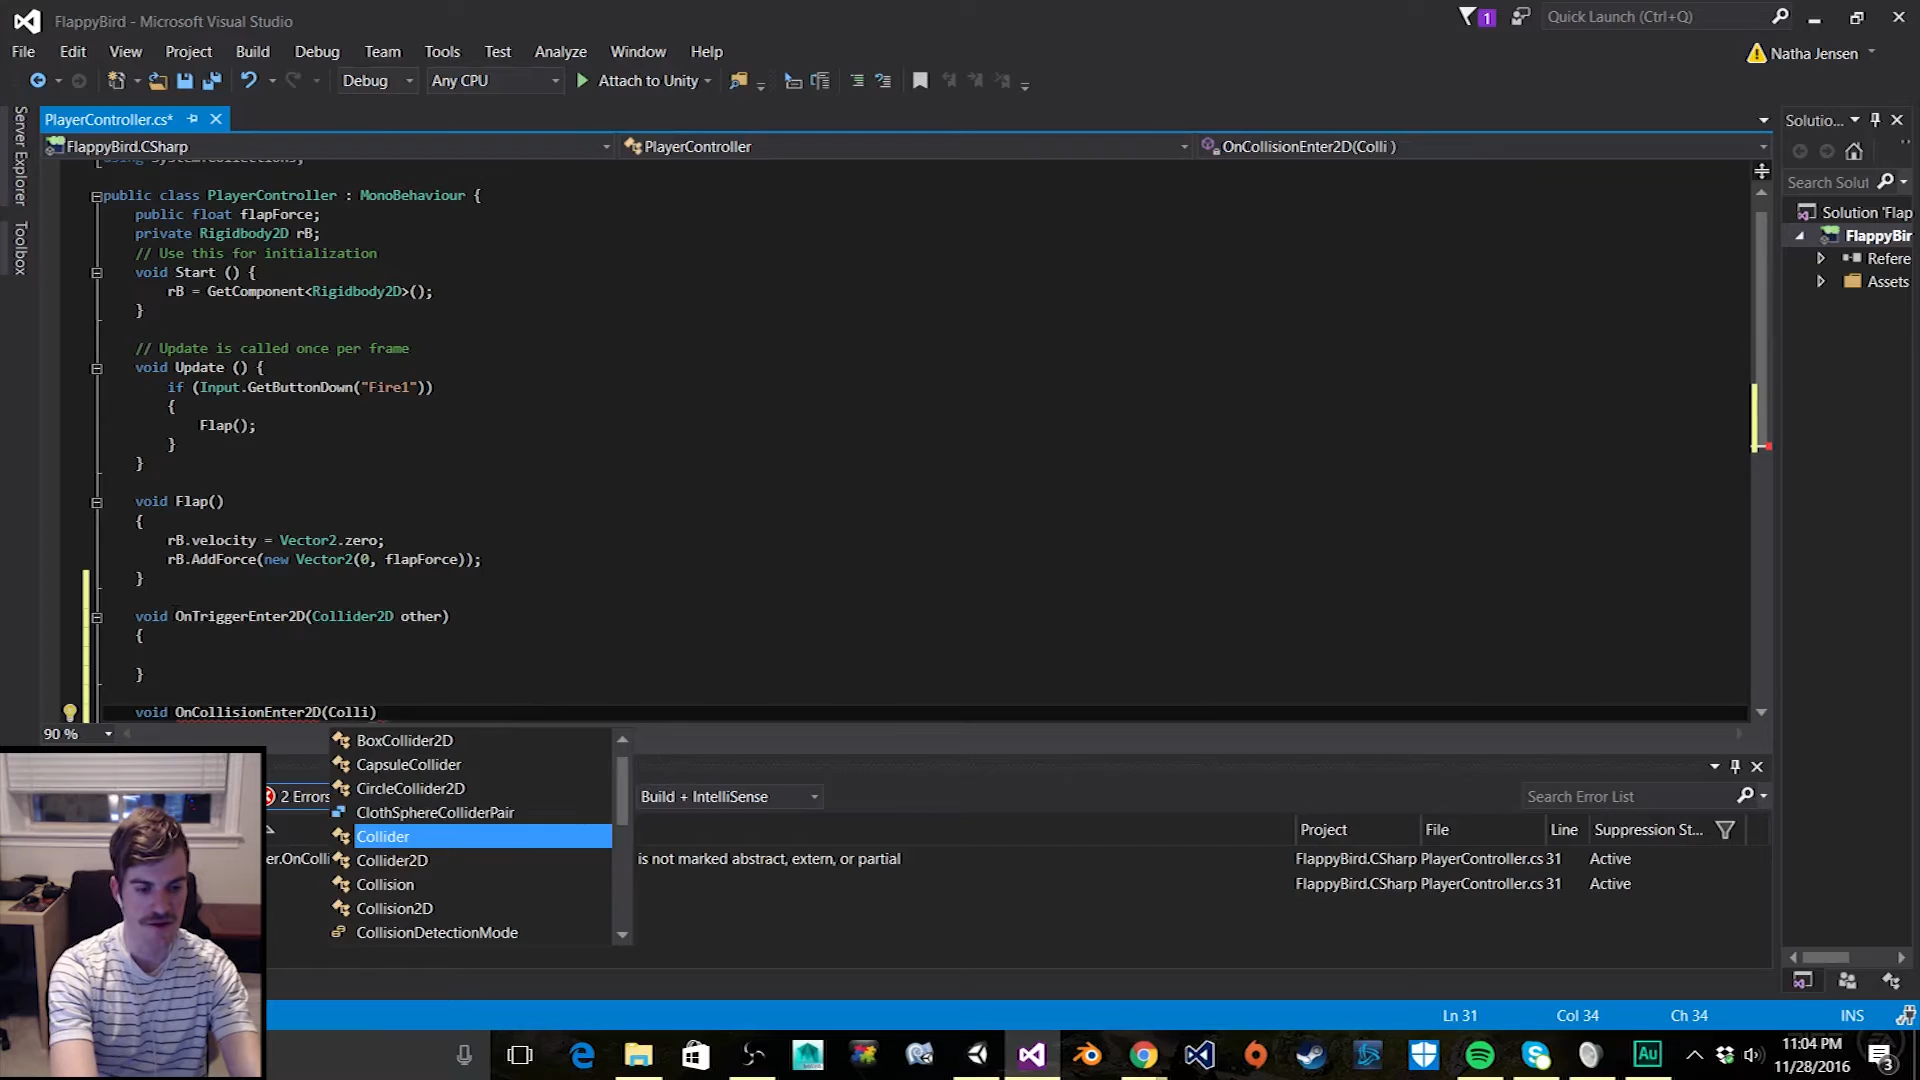 FlappyBird - Microsoft Visual Studio
1
Quick Launch (Ctrl+Q)
File Edit View Project Build Debug Team Tools Test Analyze Window Help
Natha Jensen
Debug Any CPU Attach to Unity
Server Explorer
Toolbox
PlayerController.cs*
FlappyBird.CSharp PlayerController OnCollisionEnter2D(Colli )
public class PlayerController : MonoBehaviour {
public float flapForce;
private Rigidbody2D rB;
// Use this for initialization
void Start () {
rB = GetComponent<Rigidbody2D>();
}
// Update is called once per frame
void Update () {
if (Input.GetButtonDown("Fire1"))
{
Flap();
}
}
void Flap()
{
rB.velocity = Vector2.zero;
rB.AddForce(new Vector2(0, flapForce));
}
void OnTriggerEnter2D(Collider2D other)
{
}
void OnCollisionEnter2D(Colli)
90 %
BoxCollider2D
CapsuleCollider
CircleCollider2D
ClothSphereColliderPair
Collider
Collider2D
Collision
Collision2D
CollisionDetectionMode
2 Errors
Build + IntelliSense
Search Error List
Project File Line Suppression St...
er.OnColli is not marked abstract, extern, or partial FlappyBird.CSharp PlayerController.cs 31 Active
FlappyBird.CSharp PlayerController.cs 31 Active
Solutio...
Search Solut
Solution 'Flap
FlappyBir
Refere
Assets
Ln 31 Col 34 Ch 34 INS
Au
11:04 PM
11/28/2016
3